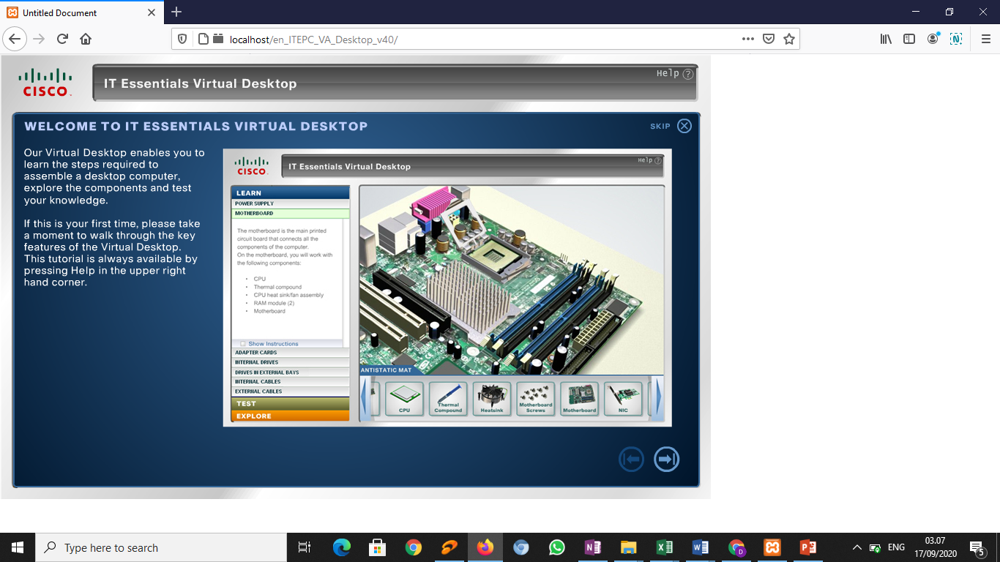 Untitled Document
localhost/en_ITEPC_VA_Desktop_v40/
CISCO.
IT Essentials Virtual Desktop
Help ?
WELCOME TO IT ESSENTIALS VIRTUAL DESKTOP
SKIP
Our Virtual Desktop enables you to
learn the steps required to
assemble a desktop computer,
explore the components and test
your knowledge.
If this is your first time, please take
a moment to walk through the key
features of the Virtual Desktop.
This tutorial is always available by
pressing Help in the upper right
hand corner.
CISCO.
IT Essentials Virtual Desktop
Help ?
LEARN
POWER SUPPLY
MOTHERBOARD
The motherboard is the main printed
circuit board that connects all the
components of the computer.
On the motherboard, you will work with
the following components:
• CPU
• Thermal compound
• CPU heat sink/fan assembly
• RAM module (2)
• Motherboard
Show Instructions
ADAPTER CARDS
INTERNAL DRIVES
DRIVES IN EXTERNAL BAYS
INTERNAL CABLES
EXTERNAL CABLES
TEST
EXPLORE
ANTISTATIC MAT
CPU
Thermal
Compound
Heatsink
Motherboard
Screws
Motherboard
NIC
Type here to search
ENG
03.07
17/09/2020
5